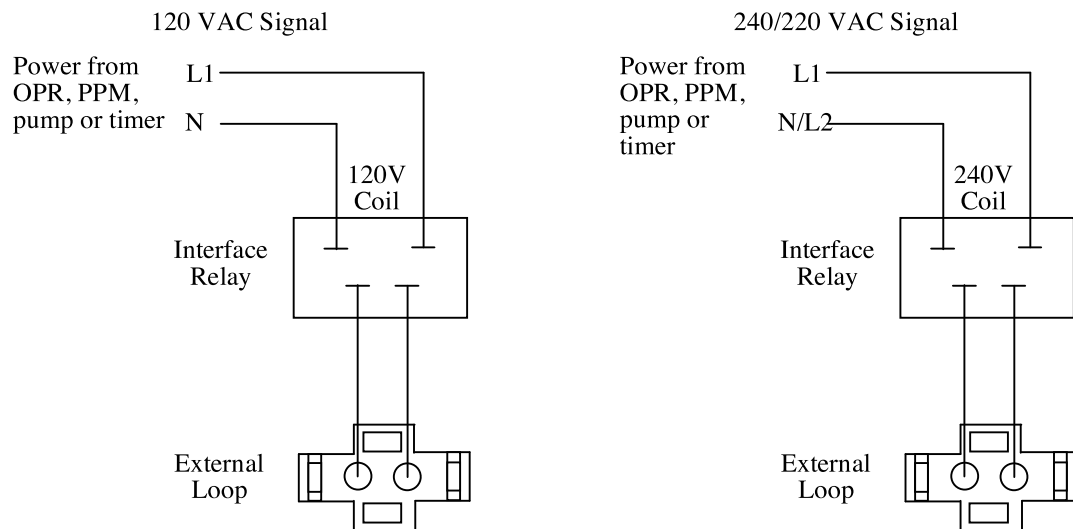 120 VAC Signal
Power from
OPR, PPM,
pump or timer
L1
N
120V
Coil
Interface
Relay
External
Loop
240/220 VAC Signal
Power from
OPR, PPM,
pump or
timer
L1
N/L2
240V
Coil
Interface
Relay
External
Loop